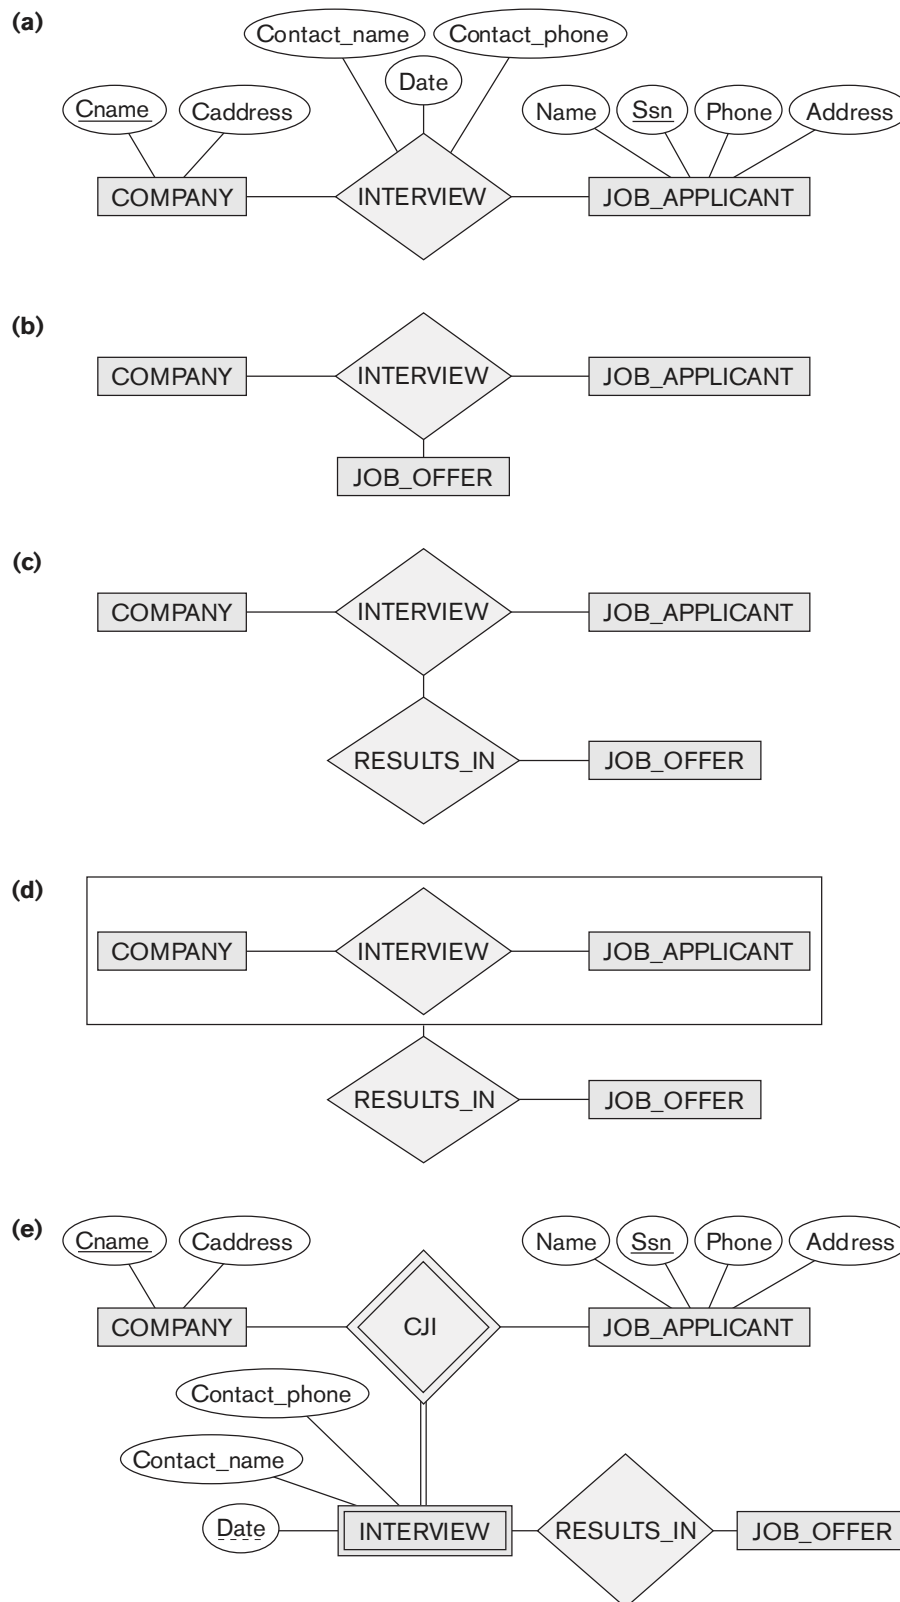 (a)
Contact_name Contact_phone
Date
Cname Caddress Name Ssn Phone Address
COMPANY INTERVIEW JOB_APPLICANT
(b)
COMPANY INTERVIEW JOB_APPLICANT
JOB_OFFER
(c)
COMPANY INTERVIEW JOB_APPLICANT
RESULTS_IN JOB_OFFER
(d)
COMPANY INTERVIEW JOB_APPLICANT
RESULTS_IN JOB_OFFER
(e)
Cname Caddress Name Ssn Phone Address
COMPANY CJI JOB_APPLICANT
Contact_phone
Contact_name
Date INTERVIEW RESULTS_IN JOB_OFFER